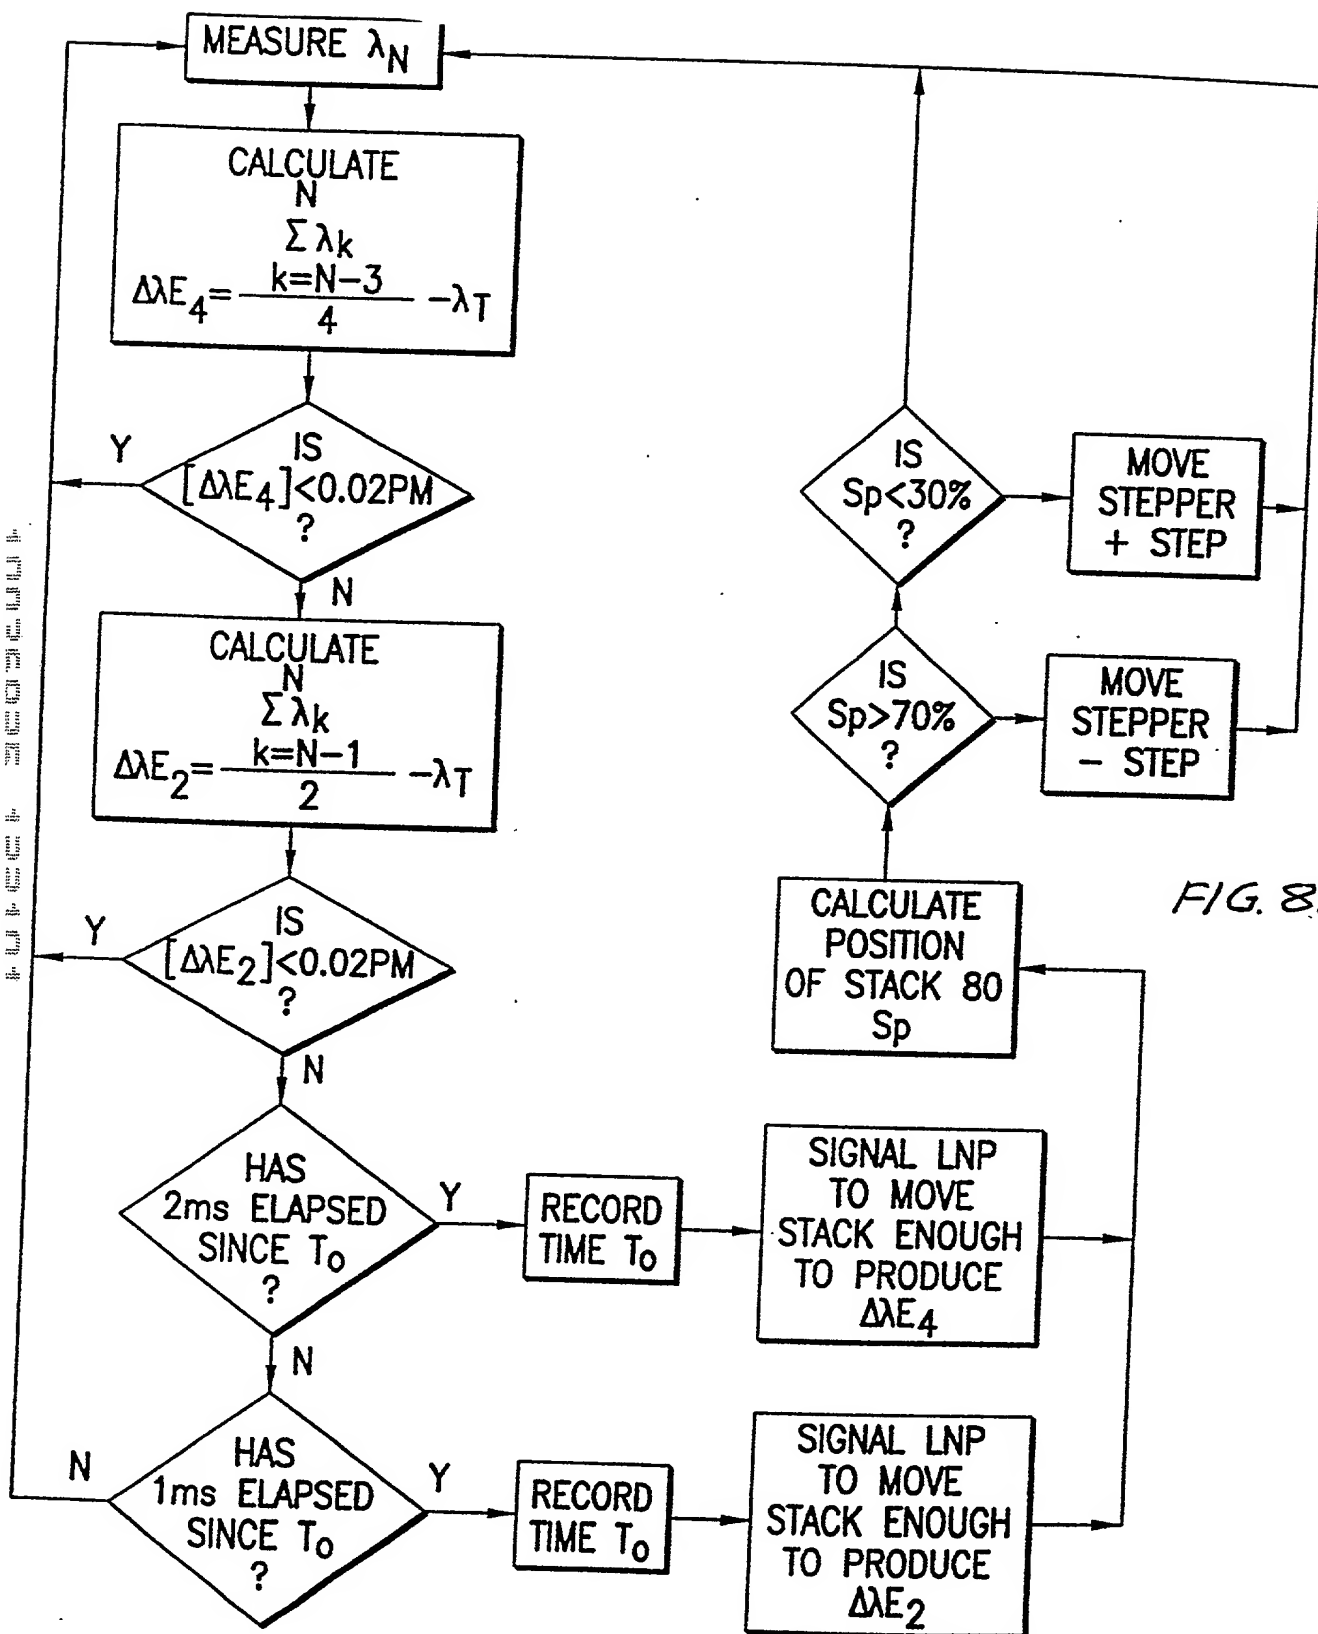 MEASURE λN
CALCULATE
N
Σ λk
k=N−3
ΔλE4= 4 −λT
IS
[ΔλE4]<0.02PM
?
Y
N
CALCULATE
N
Σ λk
k=N−1
ΔλE2= 2 −λT
IS
[ΔλE2]<0.02PM
?
Y
N
HAS
2ms ELAPSED
SINCE To
?
Y
N
RECORD
TIME To
SIGNAL LNP
TO MOVE
STACK ENOUGH
TO PRODUCE
ΔλE4
HAS
1ms ELAPSED
SINCE To
?
N
Y
RECORD
TIME To
SIGNAL LNP
TO MOVE
STACK ENOUGH
TO PRODUCE
ΔλE2
CALCULATE
POSITION
OF STACK 80
Sp
IS
Sp>70%
?
MOVE
STEPPER
− STEP
IS
Sp<30%
?
MOVE
STEPPER
+ STEP
FIG. 8